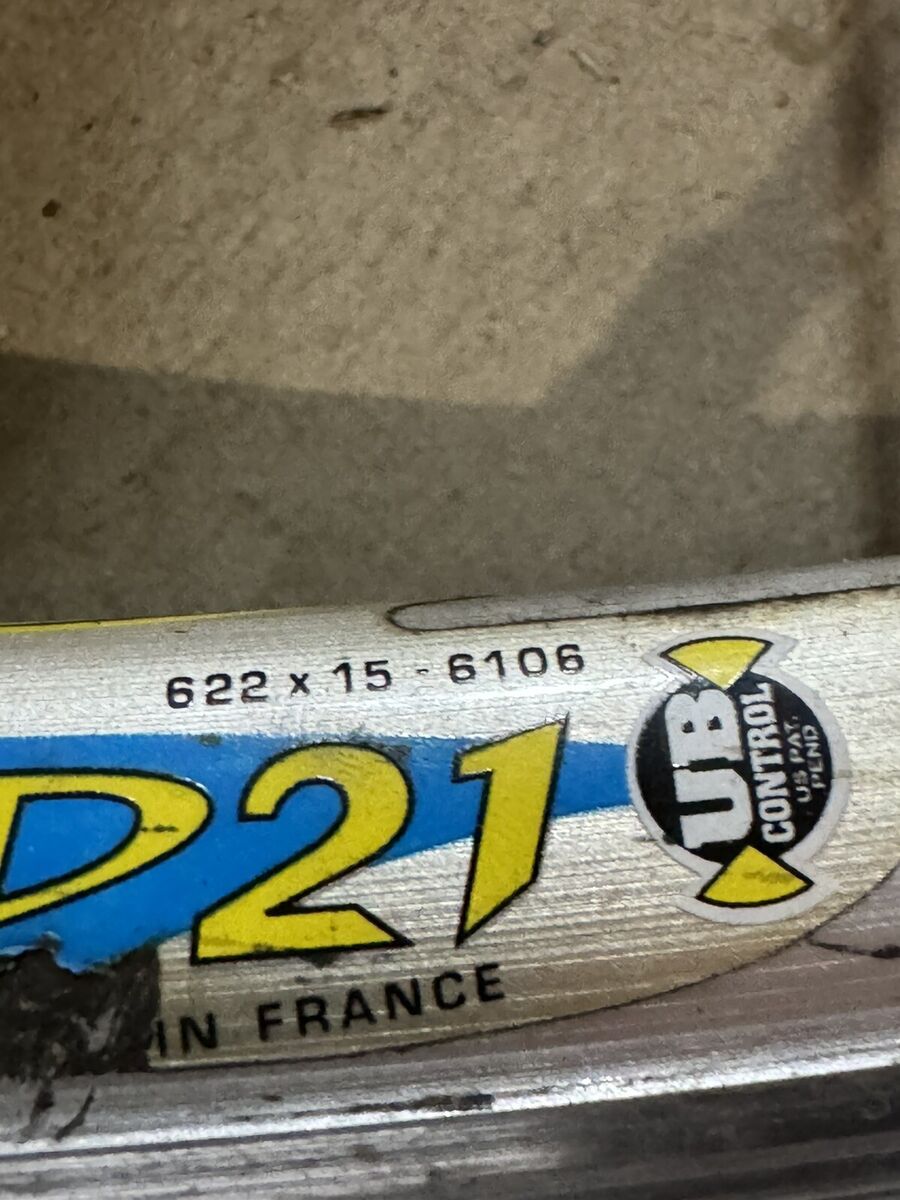 622 x 15 - 6106
D21
UB
CONTROL
US PAT.
PEND
IN FRANCE